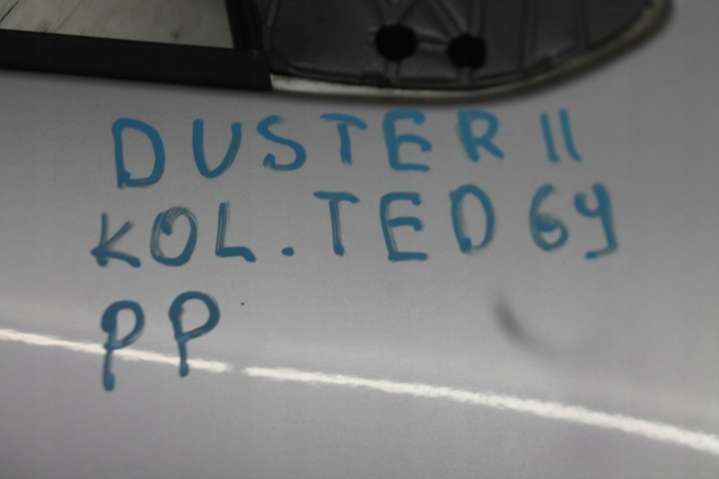 DUSTER II
KOL. TED69
PP